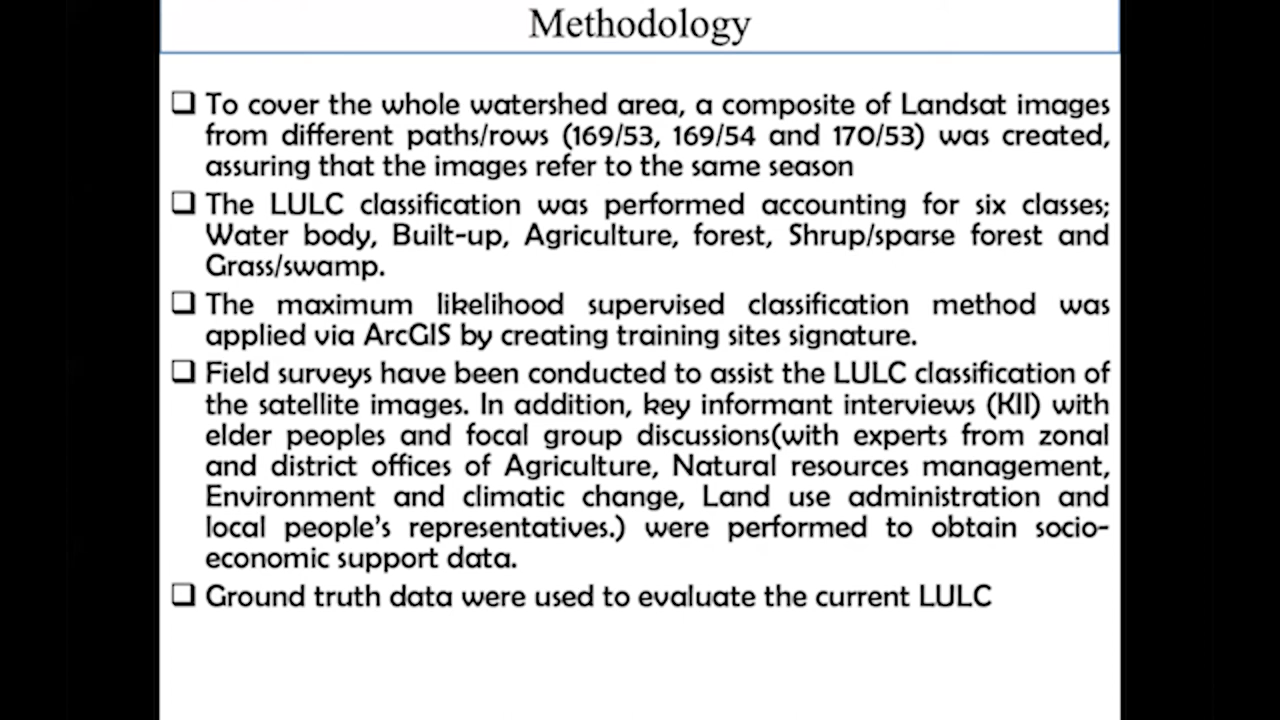 Methodology
❑ To cover the whole watershed area, a composite of Landsat images
from different paths/rows (169/53, 169/54 and 170/53) was created,
assuring that the images refer to the same season
❑ The LULC classification was performed accounting for six classes;
Water body, Built-up, Agriculture, forest, Shrup/sparse forest and
Grass/swamp.
❑ The maximum likelihood supervised classification method was
applied via ArcGIS by creating training sites signature.
❑ Field surveys have been conducted to assist the LULC classification of
the satellite images. In addition, key informant interviews (KII) with
elder peoples and focal group discussions(with experts from zonal
and district offices of Agriculture, Natural resources management,
Environment and climatic change, Land use administration and
local people’s representatives.) were performed to obtain socio-
economic support data.
❑ Ground truth data were used to evaluate the current LULC